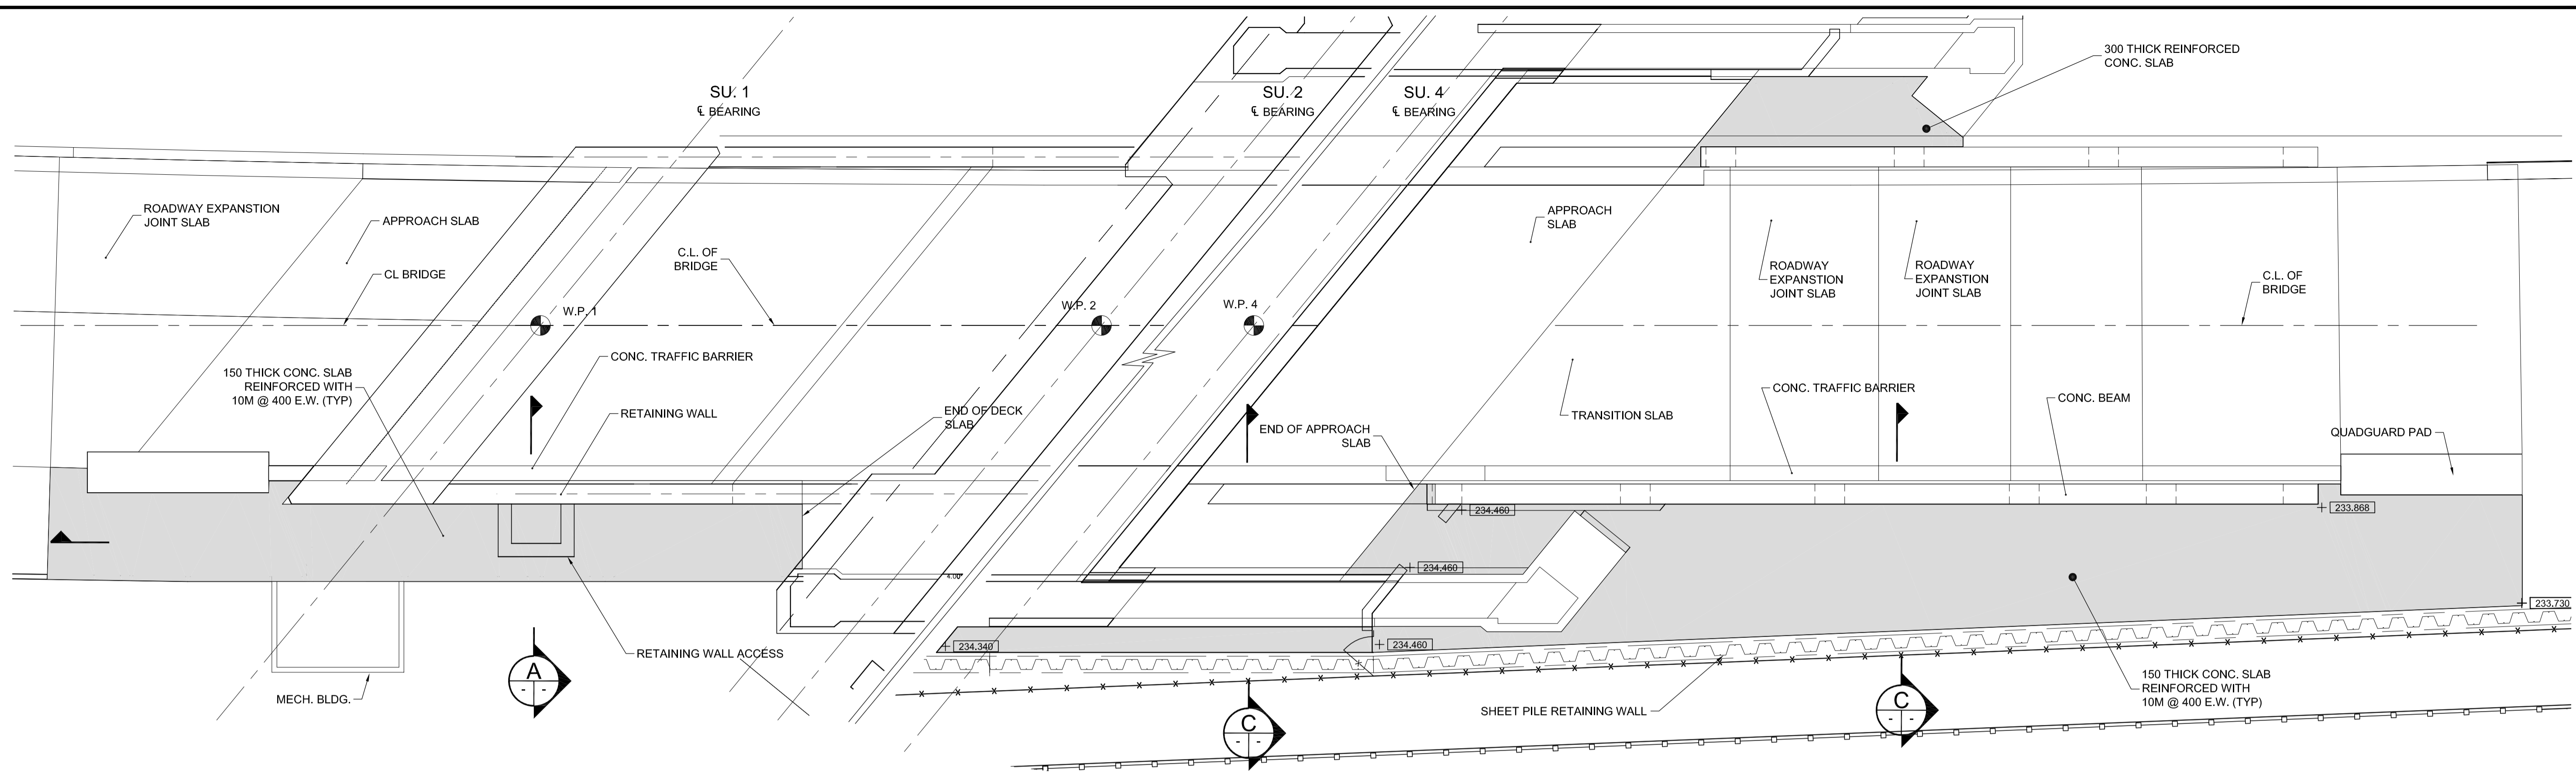 SU. 1
℄ BEARING
SU. 2
℄ BEARING
SU. 4
℄ BEARING
300 THICK REINFORCED
CONC. SLAB
ROADWAY EXPANSTION
JOINT SLAB
APPROACH SLAB
CL BRIDGE
C.L. OF
BRIDGE
W.P. 1
W.P. 2
W.P. 4
APPROACH
SLAB
ROADWAY
EXPANSTION
JOINT SLAB
ROADWAY
EXPANSTION
JOINT SLAB
C.L. OF
BRIDGE
150 THICK CONC. SLAB
REINFORCED WITH
10M @ 400 E.W. (TYP)
CONC. TRAFFIC BARRIER
RETAINING WALL
END OF DECK
SLAB
END OF APPROACH
SLAB
TRANSITION SLAB
CONC. TRAFFIC BARRIER
CONC. BEAM
QUADGUARD PAD
234.460
233.868
234.460
4.00
233.730
234.340
234.460
RETAINING WALL ACCESS
MECH. BLDG.
A
- -
C
- -
C
- -
SHEET PILE RETAINING WALL
150 THICK CONC. SLAB
REINFORCED WITH
10M @ 400 E.W. (TYP)